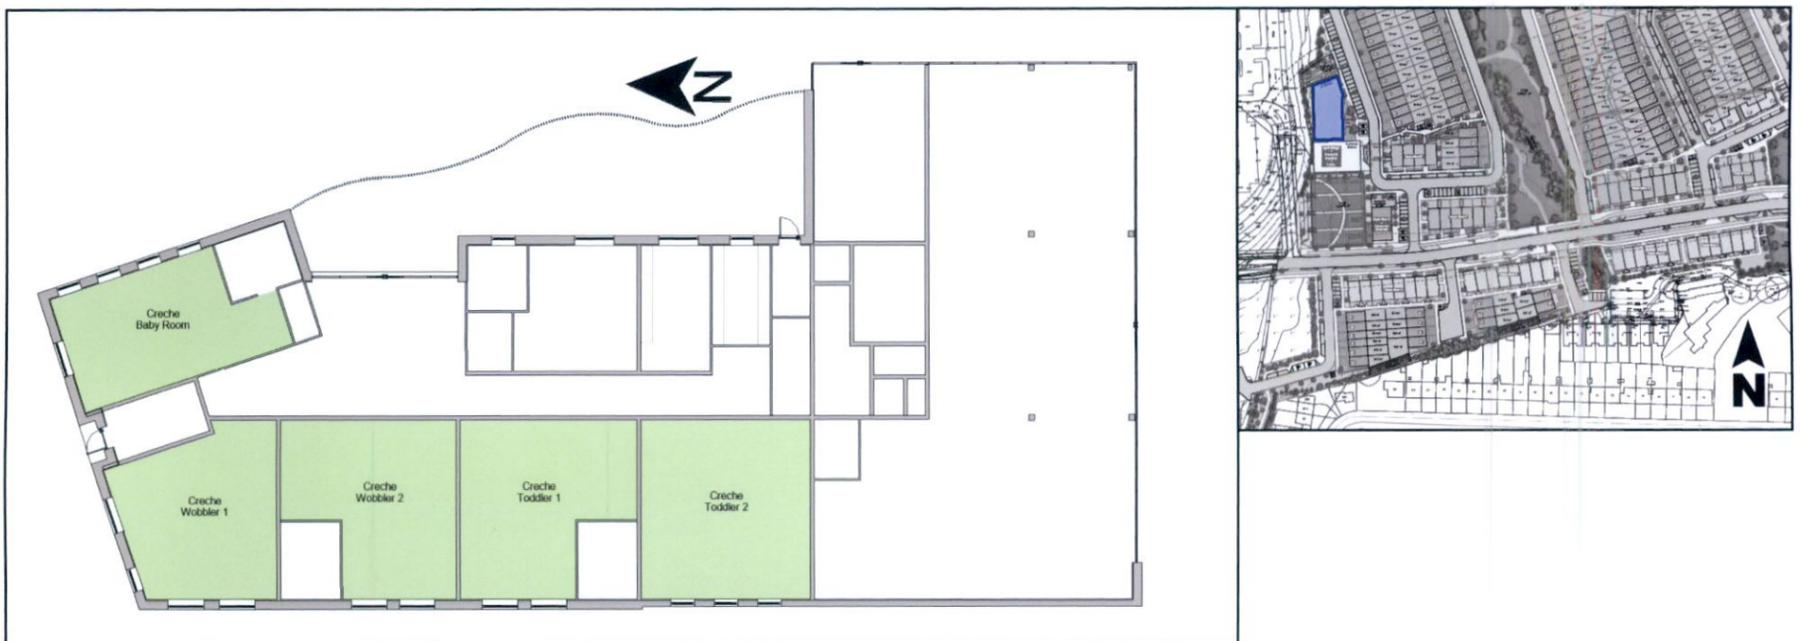 N
Creche
Baby Room
Creche
Wobbler 1
Creche
Wobbler 2
Creche
Toddler 1
Creche
Toddler 2
N